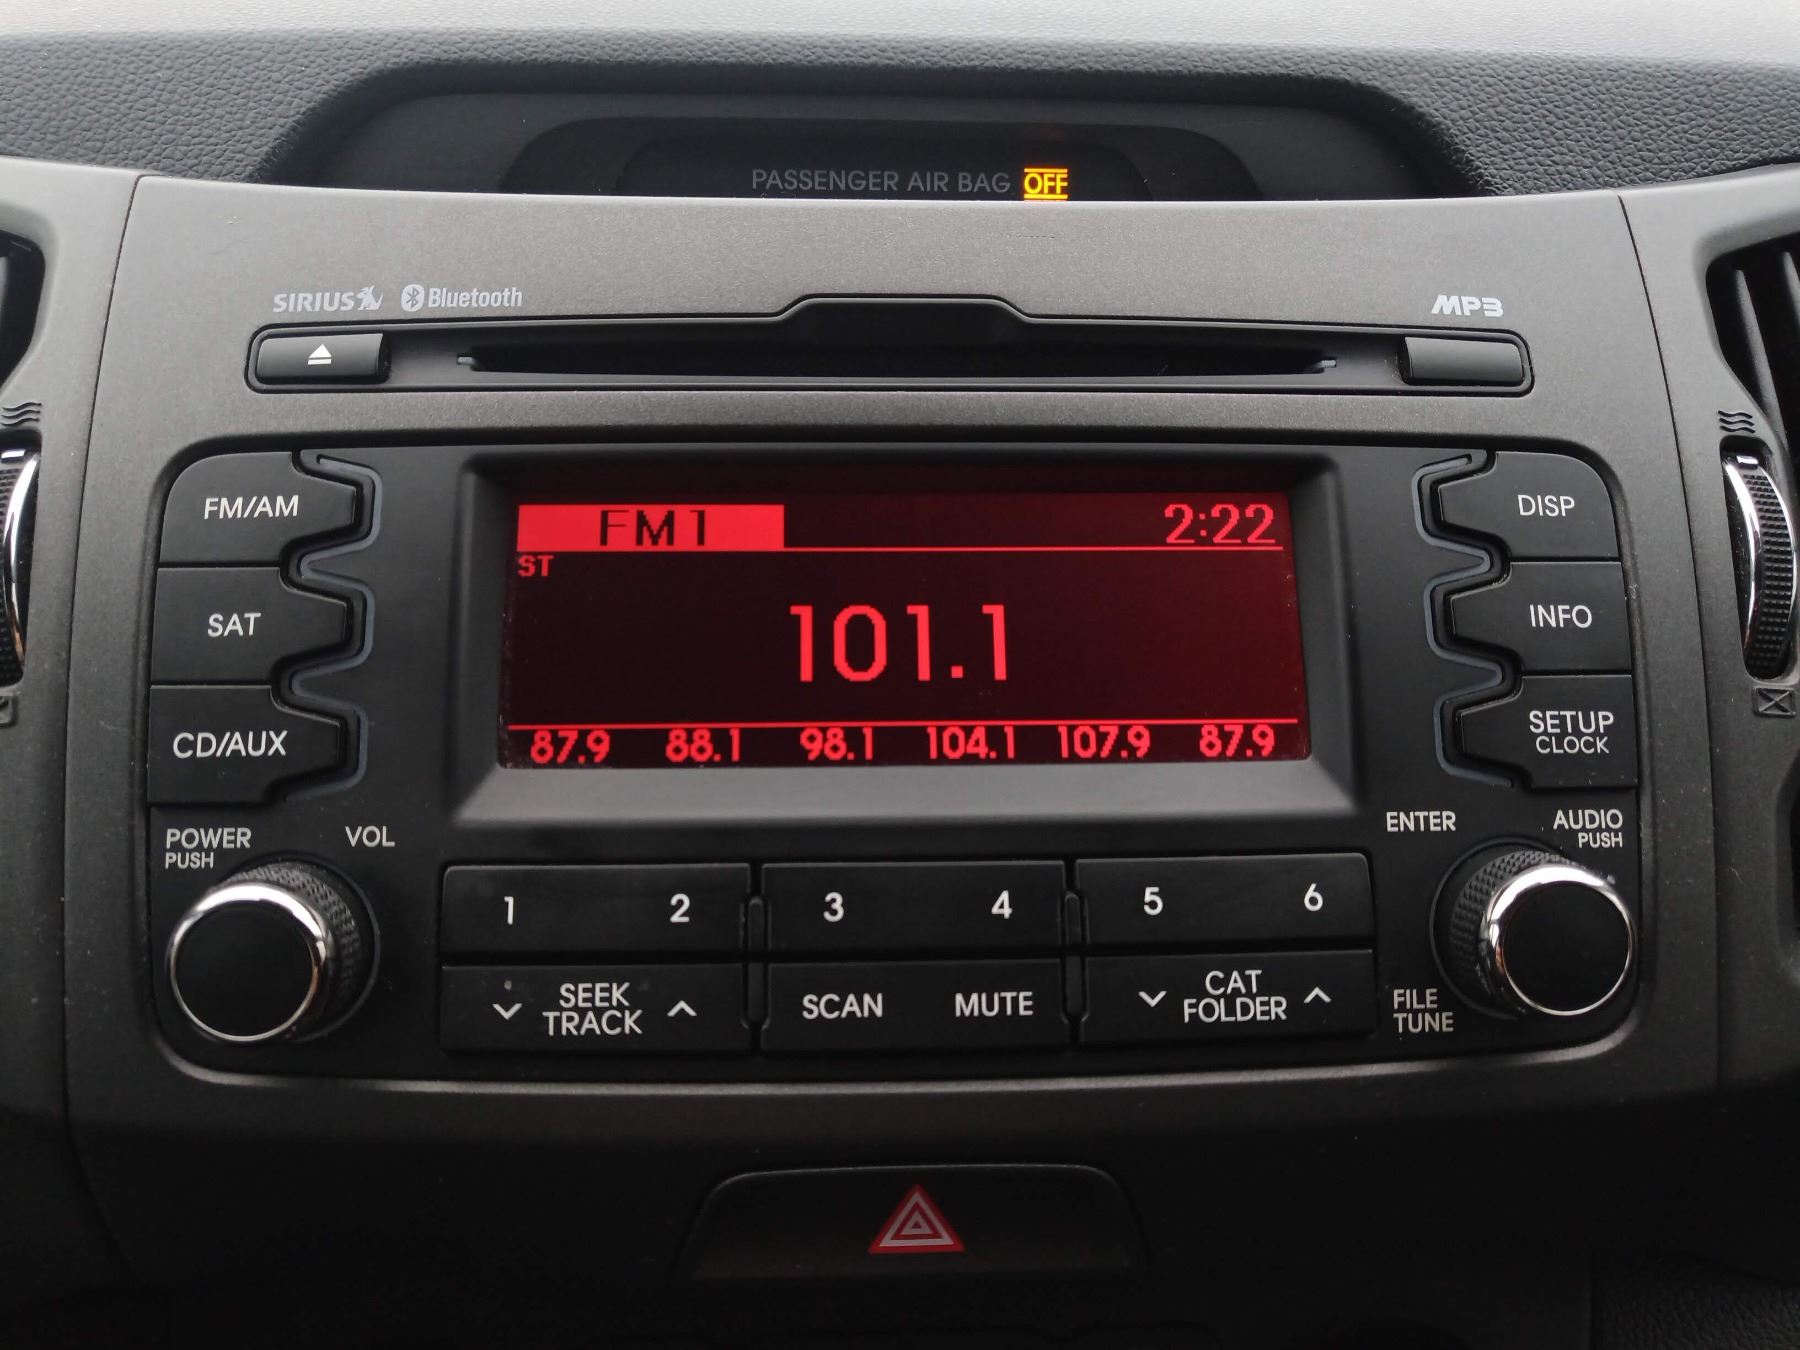 PASSENGER AIR BAG OFF
SIRIUS Bluetooth MP3
FM/AM
SAT
CD/AUX
FM1 2:22
ST
101.1
87.9 88.1 98.1 104.1 107.9 87.9
DISP
INFO
SETUP
CLOCK
POWER
PUSH
VOL
ENTER
AUDIO
PUSH
1 2 3 4 5 6
SEEK
TRACK
SCAN MUTE
CAT
FOLDER
FILE
TUNE